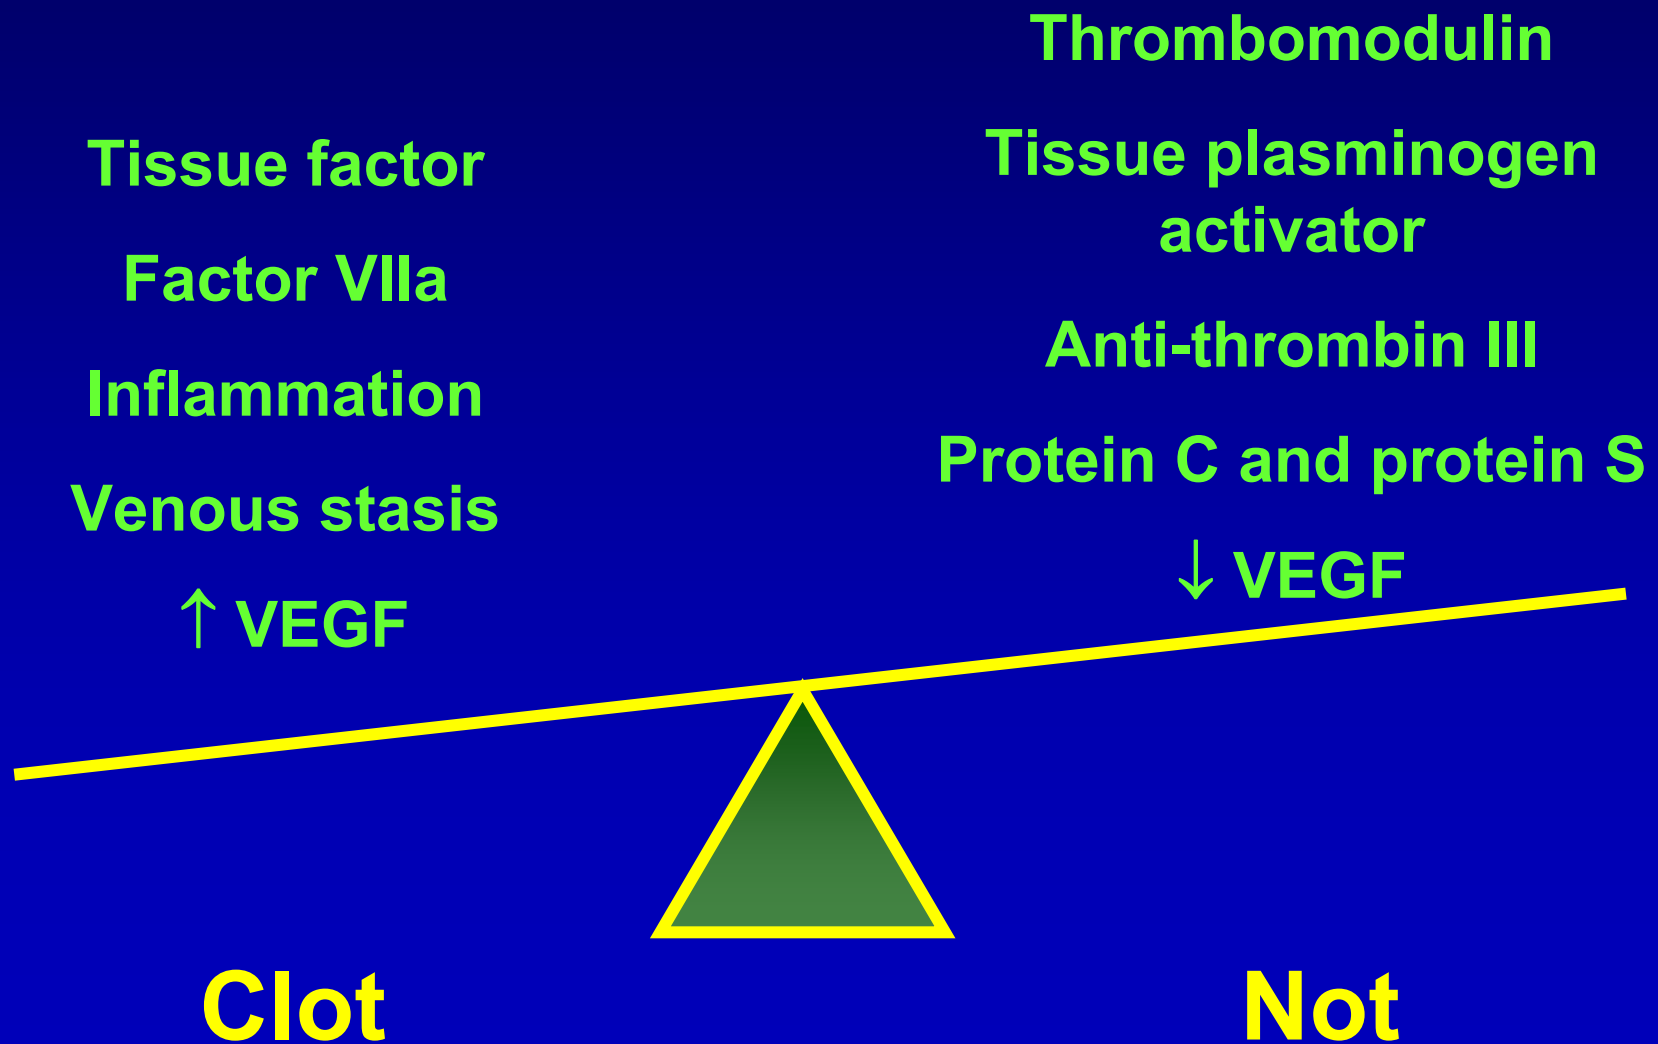 Tissue factor
Factor VIIa
Inflammation
Venous stasis
↑ VEGF
Thrombomodulin
Tissue plasminogen
activator
Anti-thrombin III
Protein C and protein S
↓ VEGF
Clot
Not